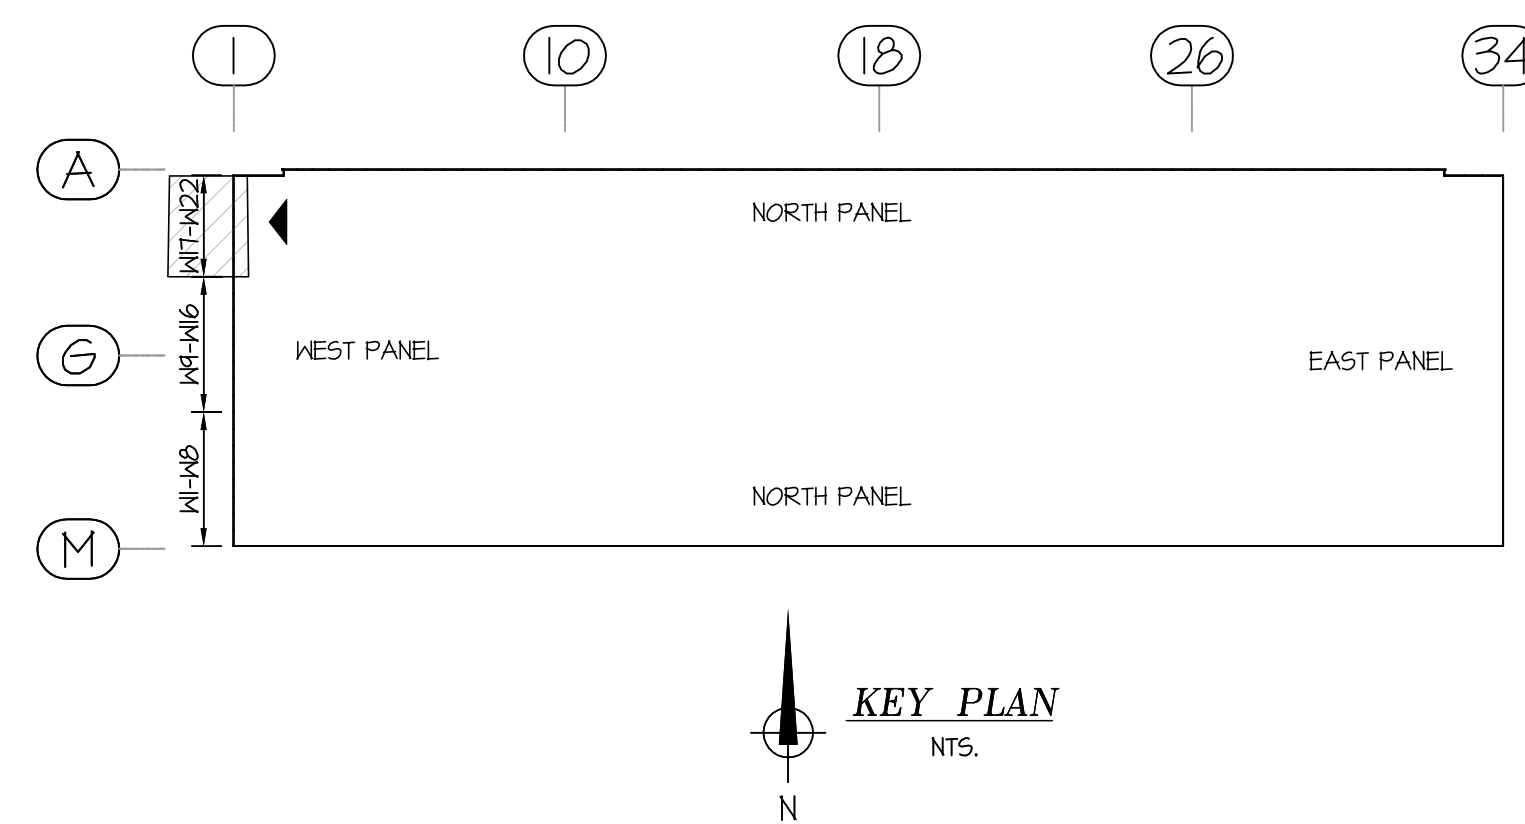 1
10
18
26
34
A
W17-W22
NORTH PANEL
G
W9-W16
WEST PANEL
EAST PANEL
W1-W8
NORTH PANEL
M
KEY PLAN
NTS.
N